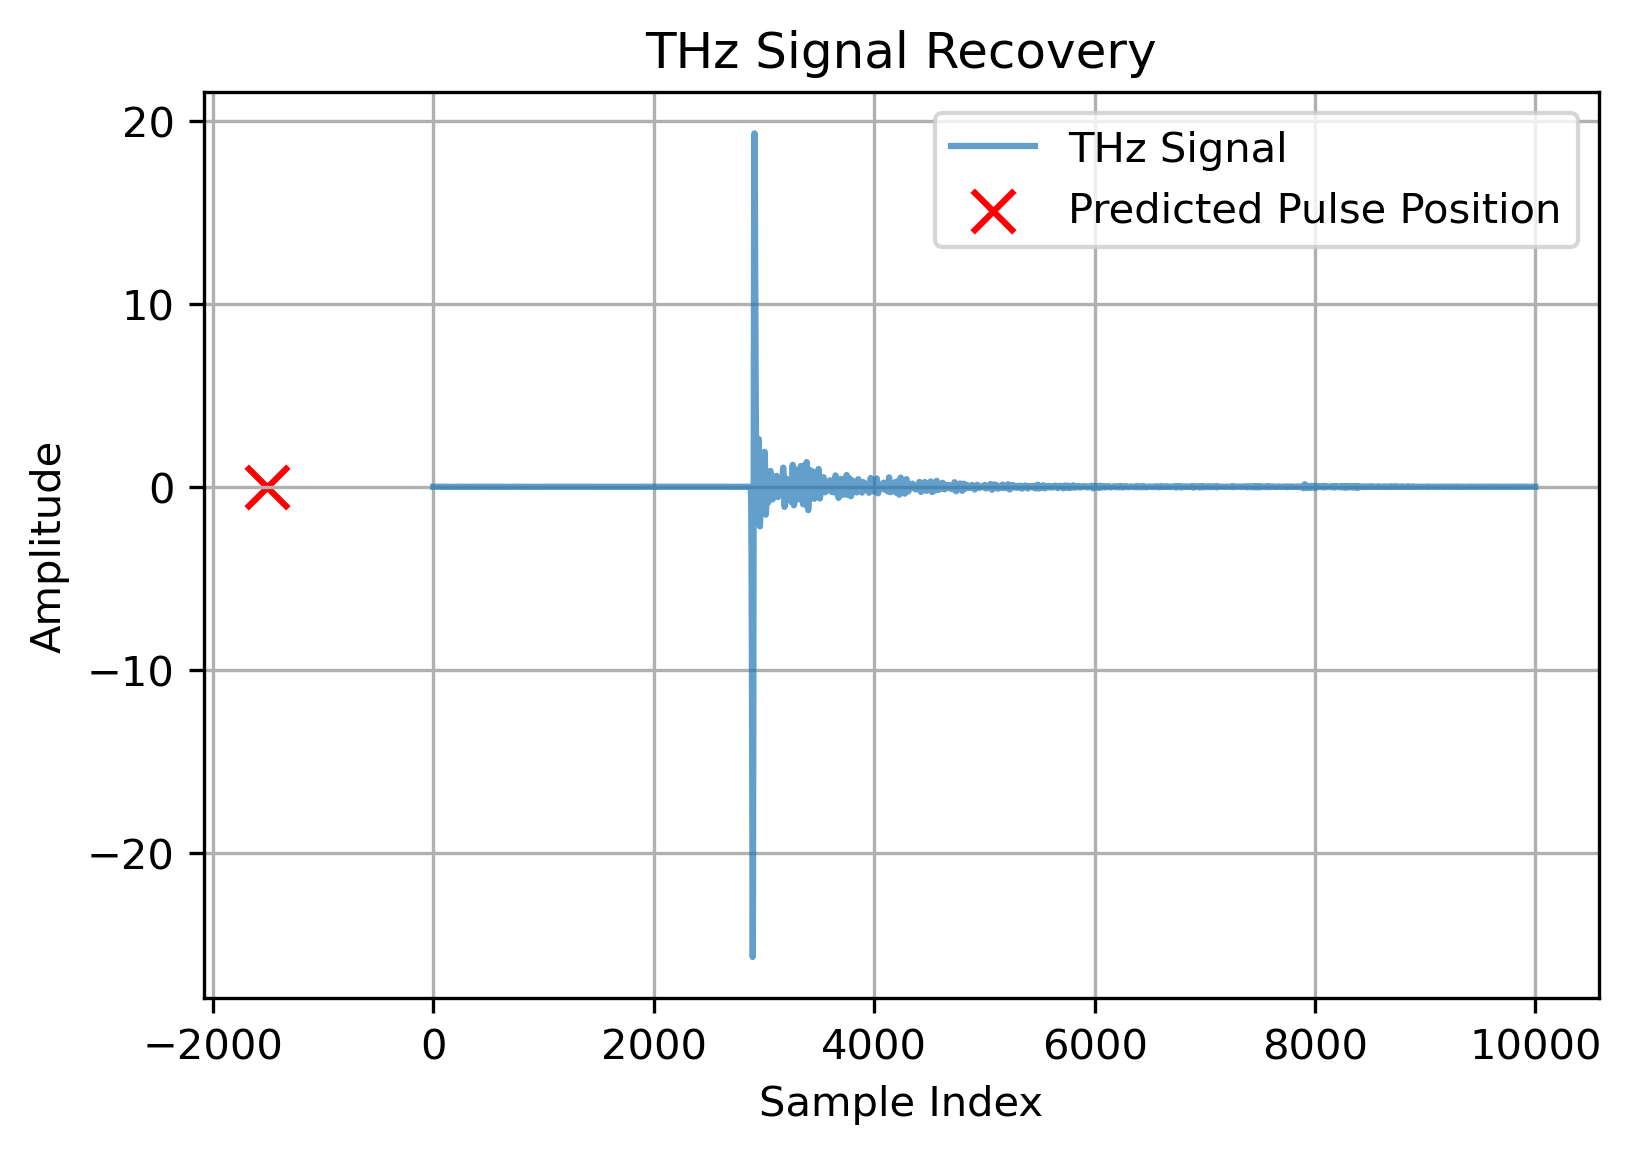 THz Signal Recovery
THz Signal
Predicted Pulse Position
20
10
0
−10
−20
Amplitude
−2000 0 2000 4000 6000 8000 10000
Sample Index